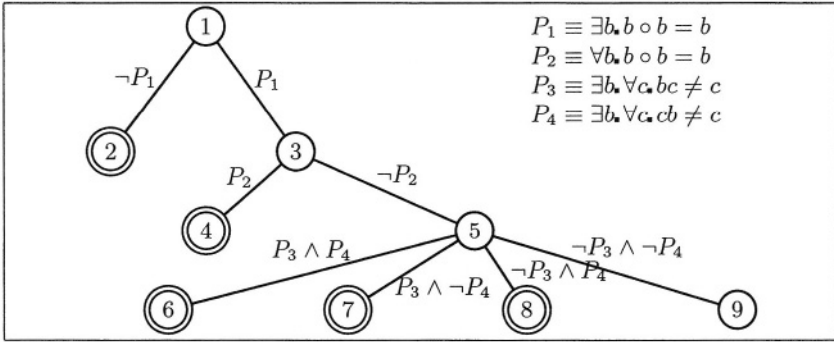 1
P₁ ≡ ∃b. b ∘ b = b
P₂ ≡ ∀b. b ∘ b = b
P₃ ≡ ∃b. ∀c. bc ≠ c
P₄ ≡ ∃b. ∀c. cb ≠ c
¬P₁
P₁
2
3
P₂
¬P₂
4
5
P₃ ∧ P₄
P₃ ∧ ¬P₄
¬P₃ ∧ P₄
¬P₃ ∧ ¬P₄
6
7
8
9